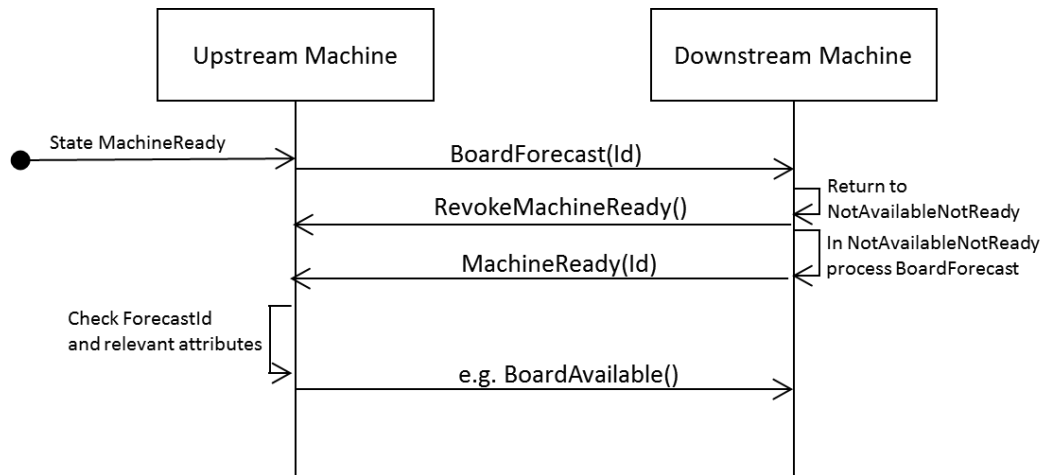 Upstream Machine
Downstream Machine
State MachineReady
BoardForecast(Id)
Return to
NotAvailableNotReady
RevokeMachineReady()
In NotAvailableNotReady
process BoardForecast
MachineReady(Id)
Check ForecastId
and relevant attributes
e.g. BoardAvailable()